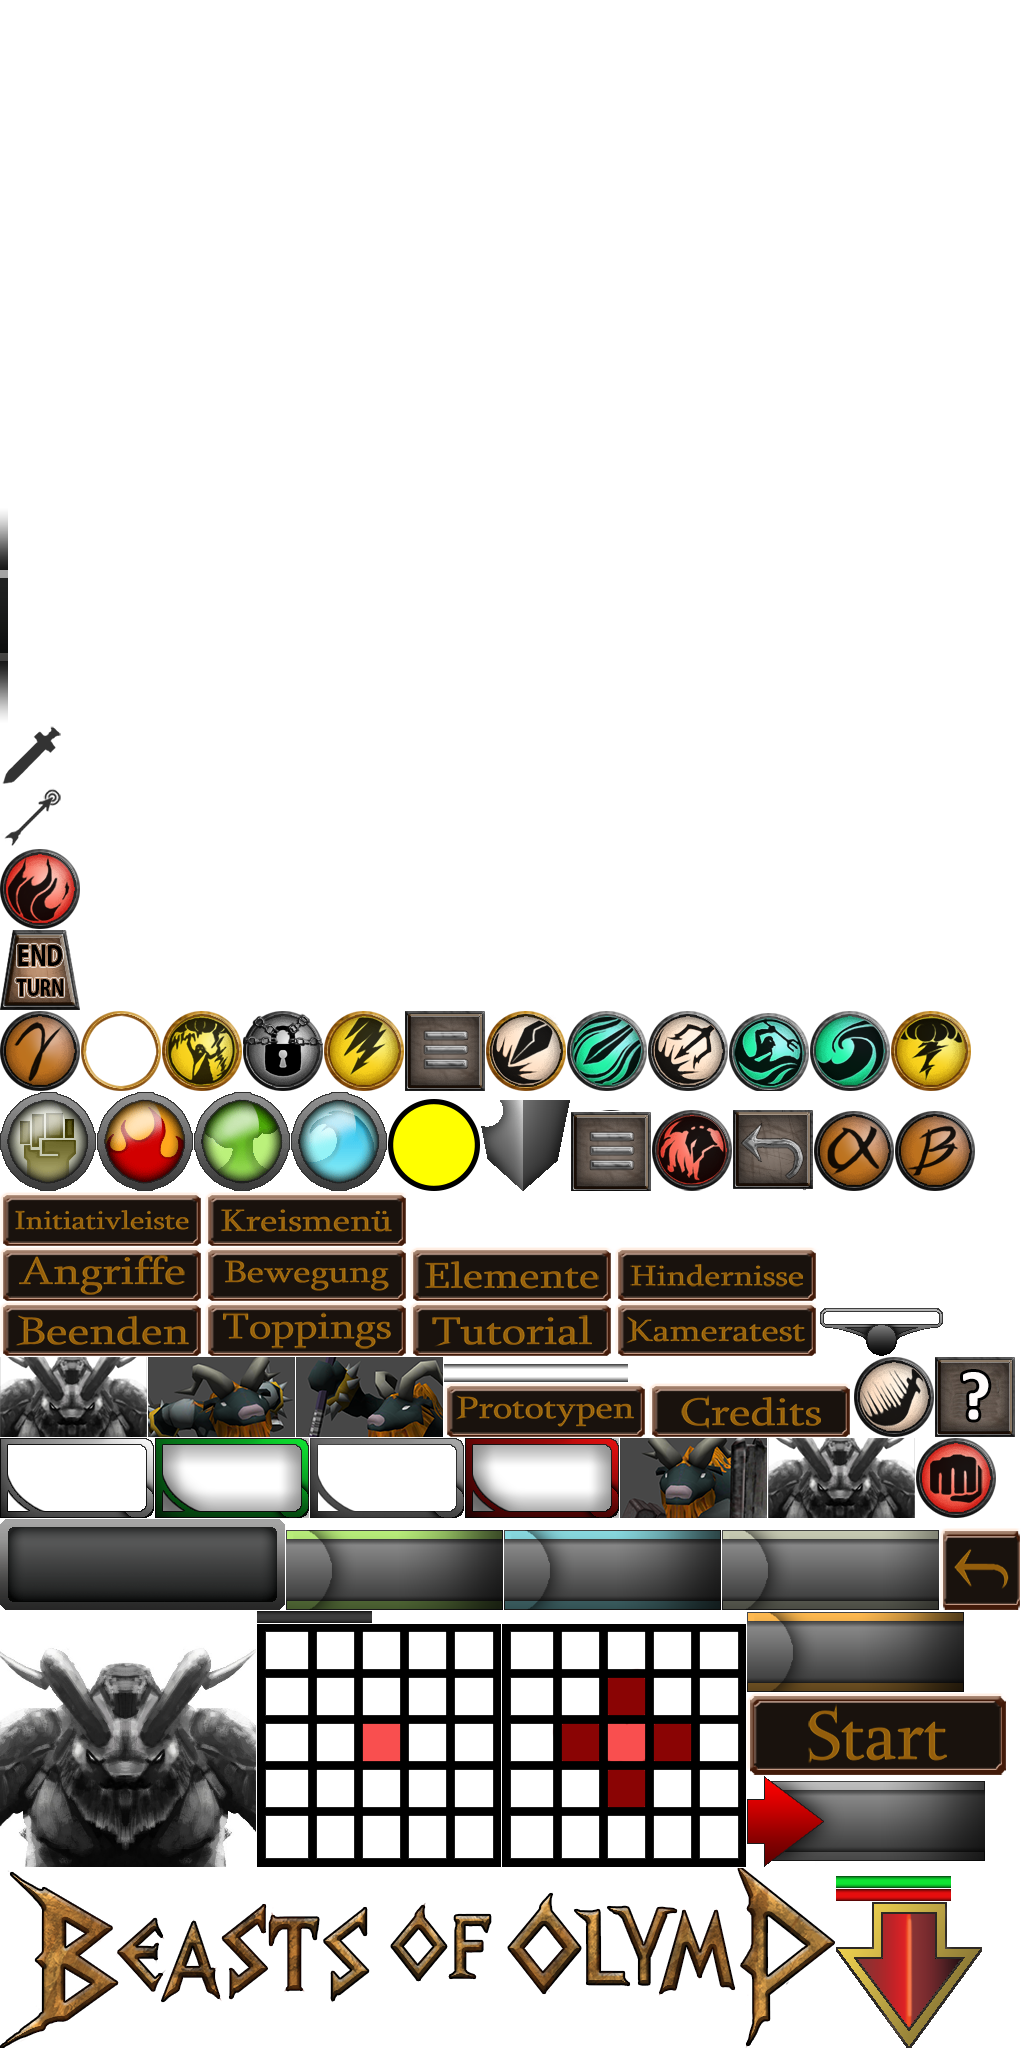 END
TURN
γ
α β
Initiativleiste Kreismenü
Angriffe Bewegung Elemente Hindernisse
Beenden Toppings Tutorial Kameratest
Prototypen Credits ?
Start
BEASTS OF OLYMP